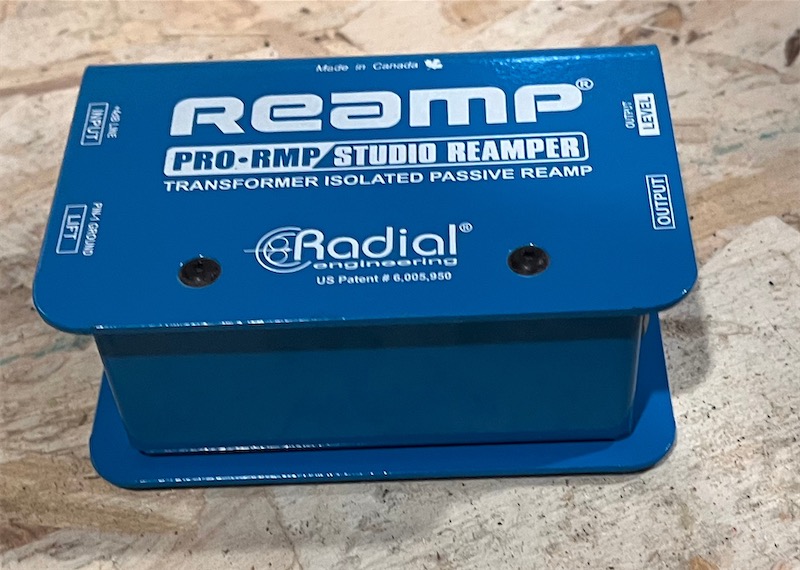 Made in Canada
REAMP®
+4dB LINE
INPUT
OUTPUT
LEVEL
PRO•RMP/STUDIO REAMPER
TRANSFORMER ISOLATED PASSIVE REAMP
PIN-1 GROUND
LIFT
OUTPUT
Radial®
engineering
US Patent # 6,005,950